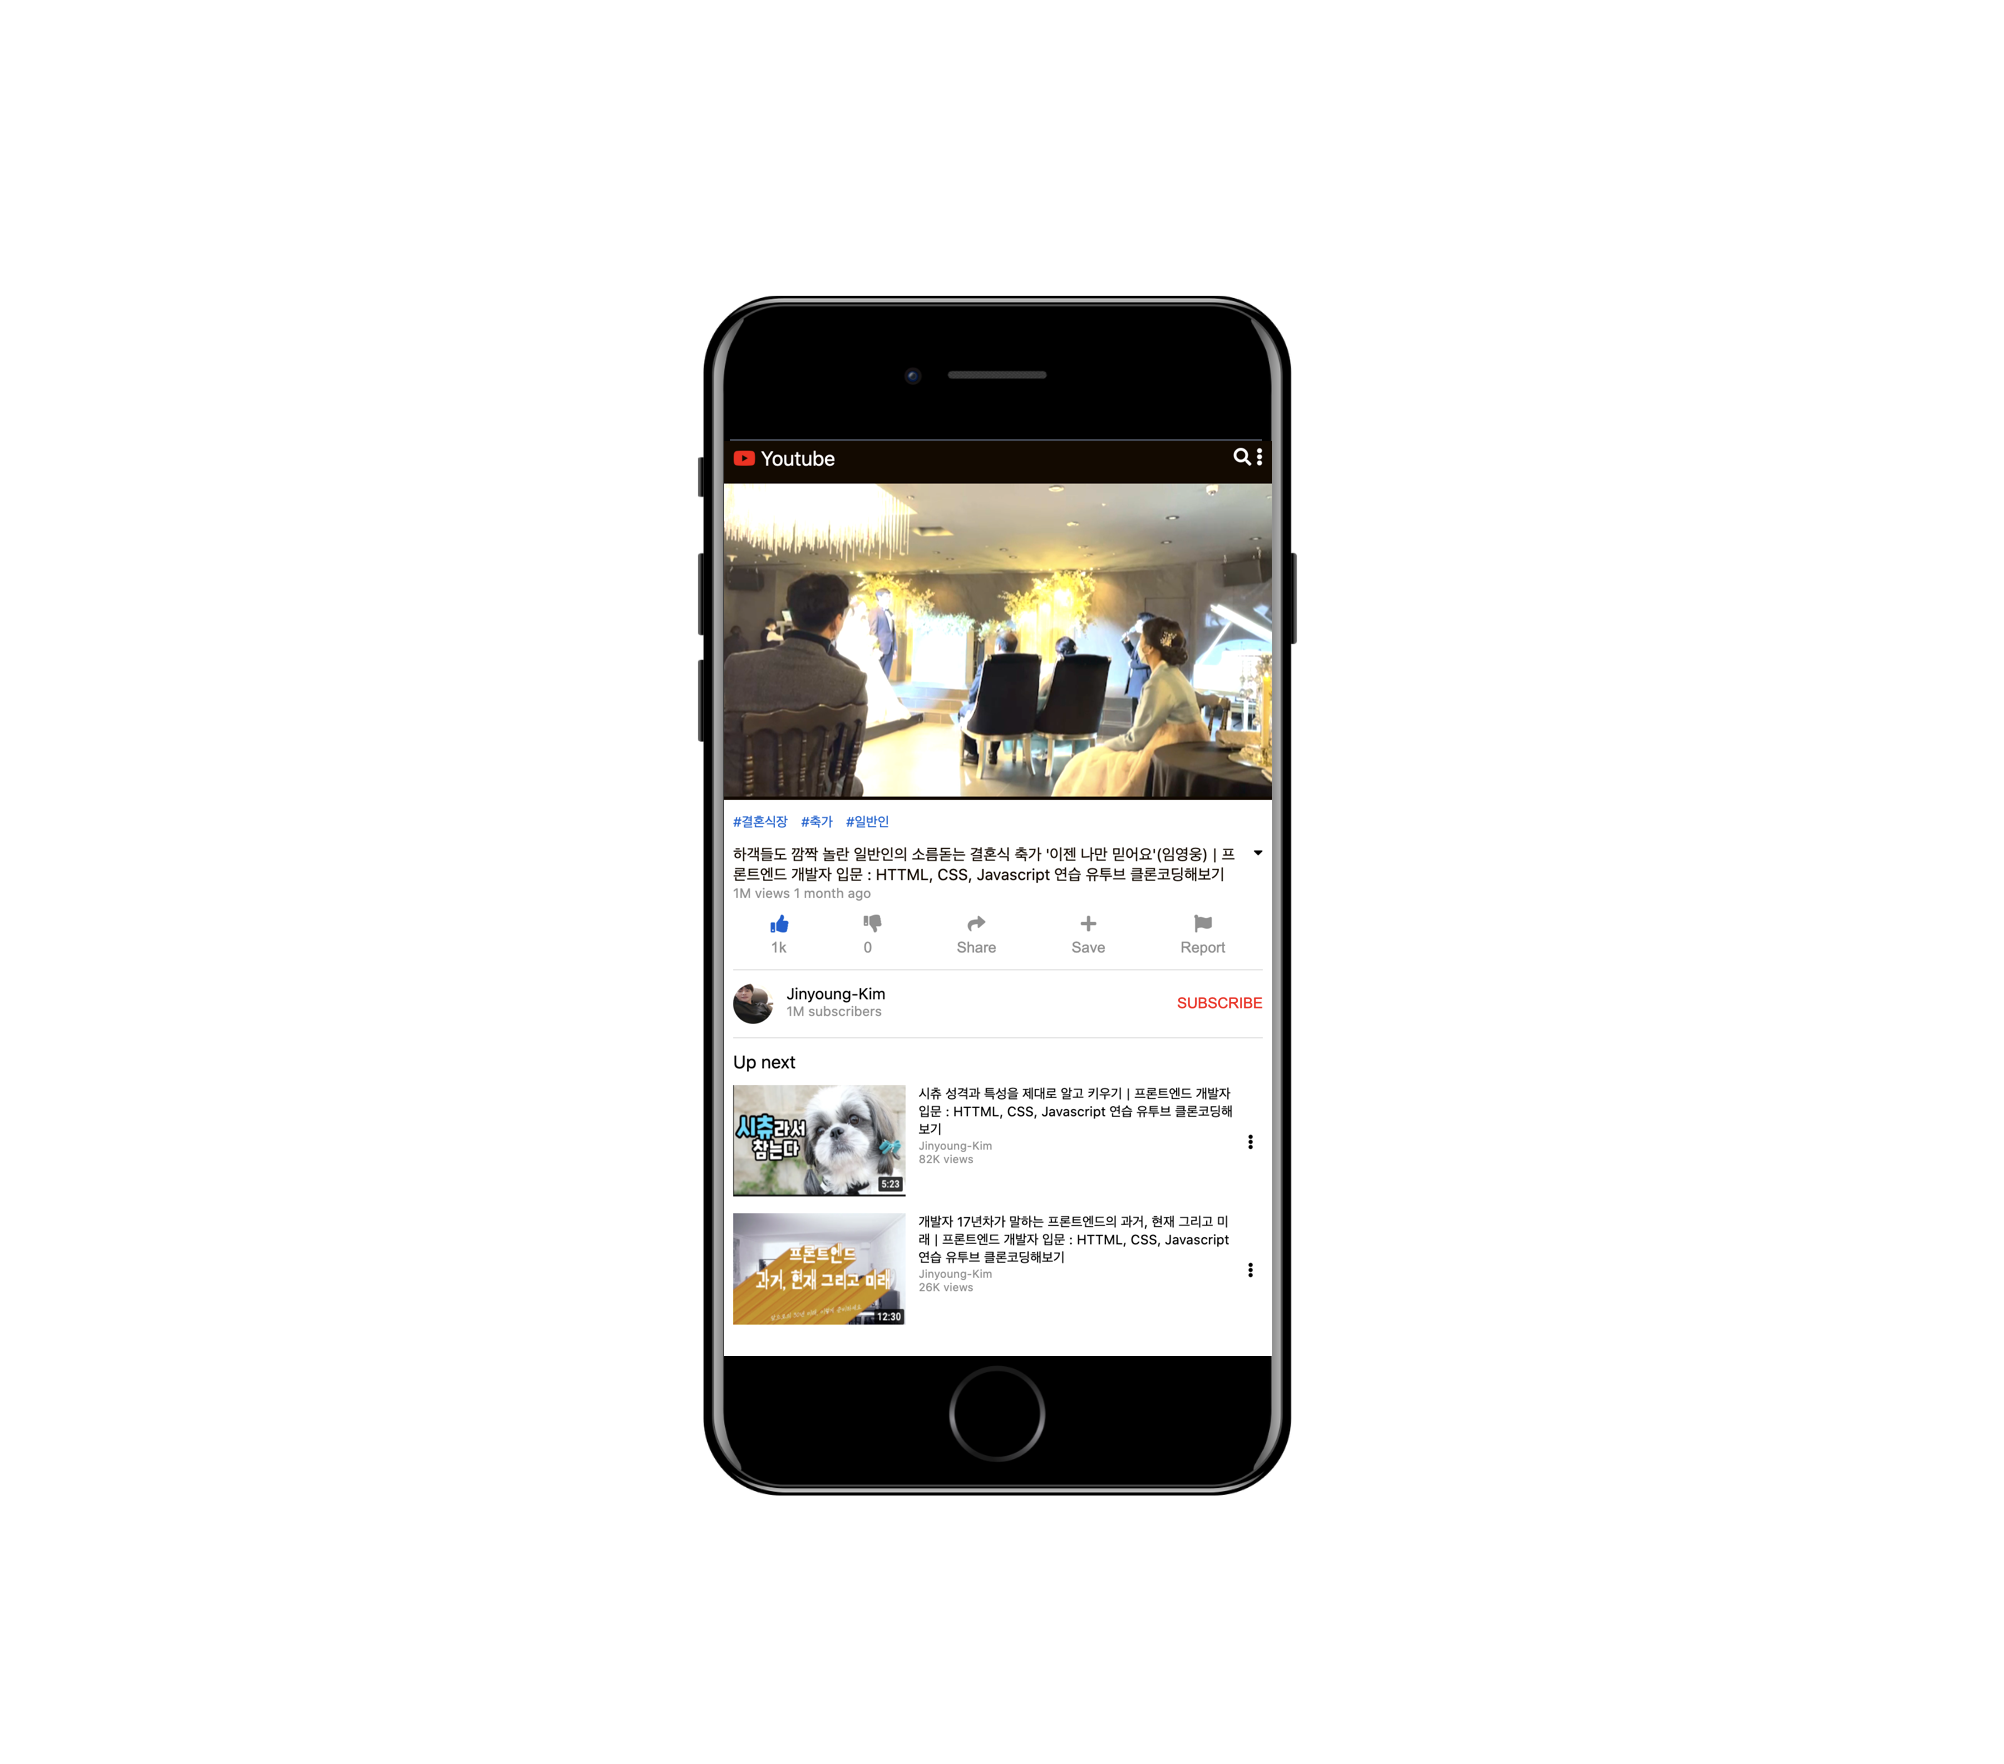 Youtube
#결혼식장 #축가 #일반인
하객들도 깜짝 놀란 일반인의 소름돋는 결혼식 축가 '이젠 나만 믿어요'(임영웅) | 프
론트엔드 개발자 입문 : HTTML, CSS, Javascript 연습 유투브 클론코딩해보기
1M views 1 month ago
1k 0 Share Save Report
Jinyoung-Kim
1M subscribers
SUBSCRIBE
Up next
시츄라서
참는다
5:23
시츄 성격과 특성을 제대로 알고 키우기 | 프론트엔드 개발자
입문 : HTTML, CSS, Javascript 연습 유투브 클론코딩해
보기
Jinyoung-Kim
82K views
프론트엔드
과거, 현재 그리고 미래
12:30
개발자 17년차가 말하는 프론트엔드의 과거, 현재 그리고 미
래 | 프론트엔드 개발자 입문 : HTTML, CSS, Javascript
연습 유투브 클론코딩해보기
Jinyoung-Kim
26K views